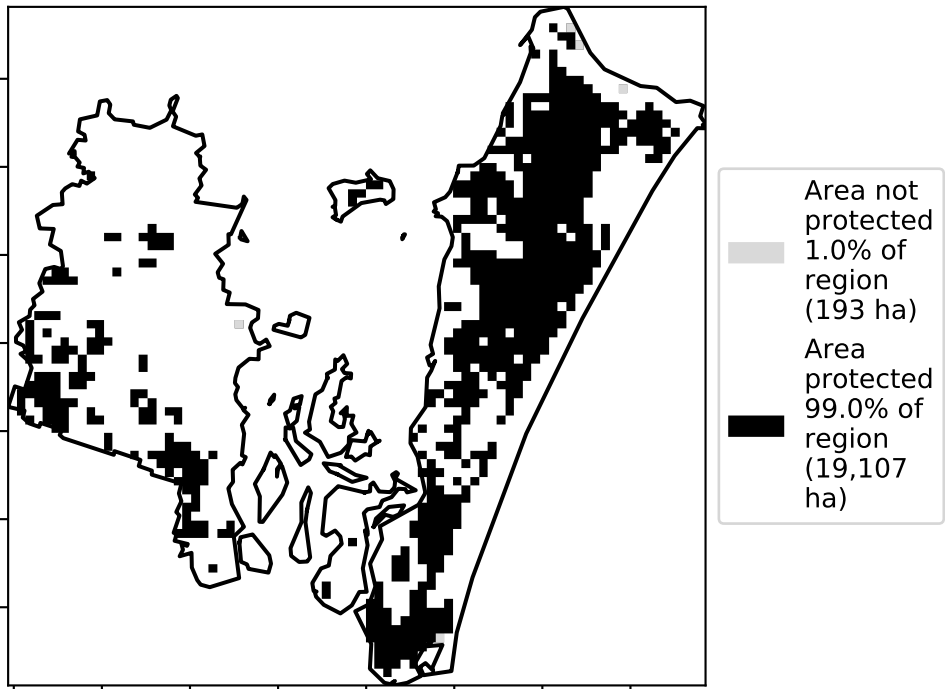 Area not
protected
1.0% of
region
(193 ha)
Area
protected
99.0% of
region
(19,107
ha)